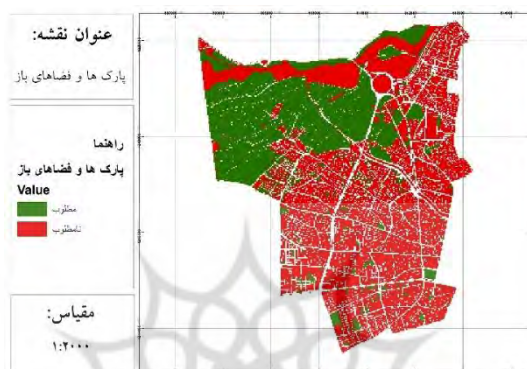 عنوان نقشه:
پارک ها و فضاهای باز
راهنما
پارک ها و فضاهای باز
Value
مطلوب
نامطلوب
مقیاس:
۱:۲۰۰۰